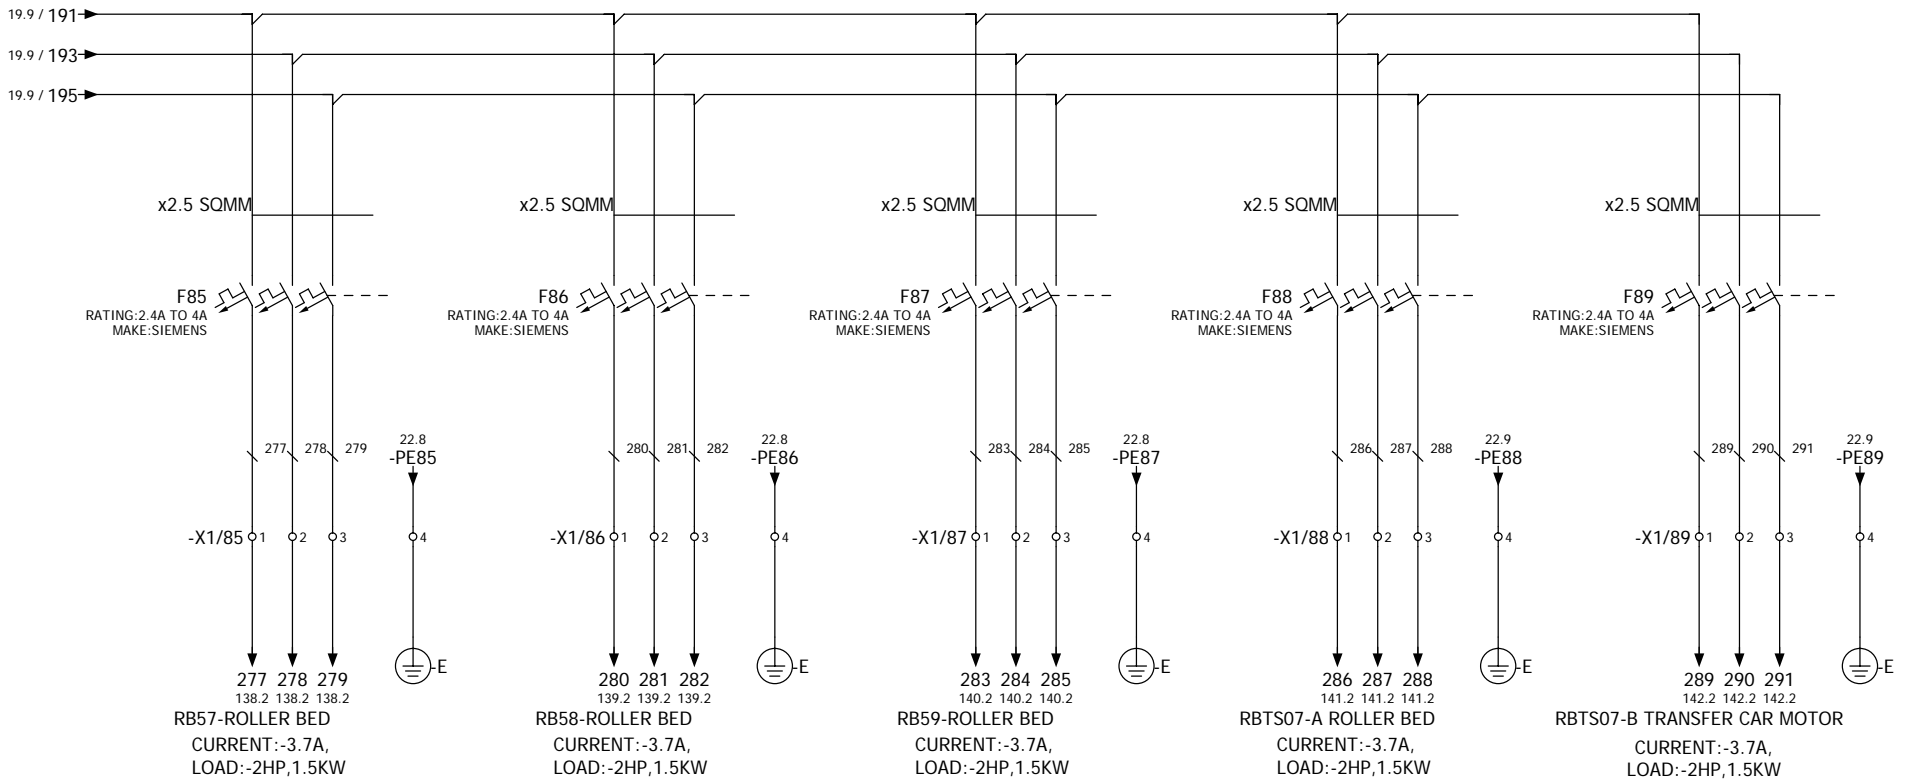 19.9 / 191
19.9 / 193
19.9 / 195
x2.5 SQMM x2.5 SQMM x2.5 SQMM x2.5 SQMM x2.5 SQMM
F85 F86 F87 F88 F89
RATING:2.4A TO 4A RATING:2.4A TO 4A RATING:2.4A TO 4A RATING:2.4A TO 4A RATING:2.4A TO 4A
MAKE:SIEMENS MAKE:SIEMENS MAKE:SIEMENS MAKE:SIEMENS MAKE:SIEMENS
22.8 22.8 22.8 22.9 22.9
277 278 279 -PE85 280 281 282 -PE86 283 284 285 -PE87 286 287 288 -PE88 289 290 291 -PE89
-X1/85 1 2 3 4 -X1/86 1 2 3 4 -X1/87 1 2 3 4 -X1/88 1 2 3 4 -X1/89 1 2 3 4
-E -E -E -E -E
277 278 279 280 281 282 283 284 285 286 287 288 289 290 291
138.2 138.2 138.2 139.2 139.2 139.2 140.2 140.2 140.2 141.2 141.2 141.2 142.2 142.2 142.2
RB57-ROLLER BED RB58-ROLLER BED RB59-ROLLER BED RBTS07-A ROLLER BED RBTS07-B TRANSFER CAR MOTOR
CURRENT:-3.7A, CURRENT:-3.7A, CURRENT:-3.7A, CURRENT:-3.7A, CURRENT:-3.7A,
LOAD:-2HP,1.5KW LOAD:-2HP,1.5KW LOAD:-2HP,1.5KW LOAD:-2HP,1.5KW LOAD:-2HP,1.5KW